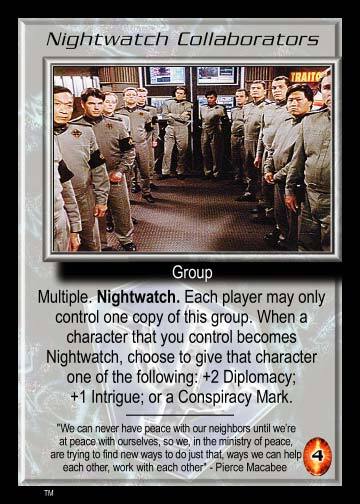 Nightwatch Collaborators
TRAITO
Group
Multiple. Nightwatch. Each player may only
control one copy of this group. When a
character that you control becomes
Nightwatch, choose to give that character
one of the following: +2 Diplomacy;
+1 Intrigue; or a Conspiracy Mark.
"We can never have peace with our neighbors until we're
at peace with ourselves, so we, in the ministry of peace,
are trying to find new ways to do just that, ways we can help
each other, work with each other" - Pierce Macabee
4
TM